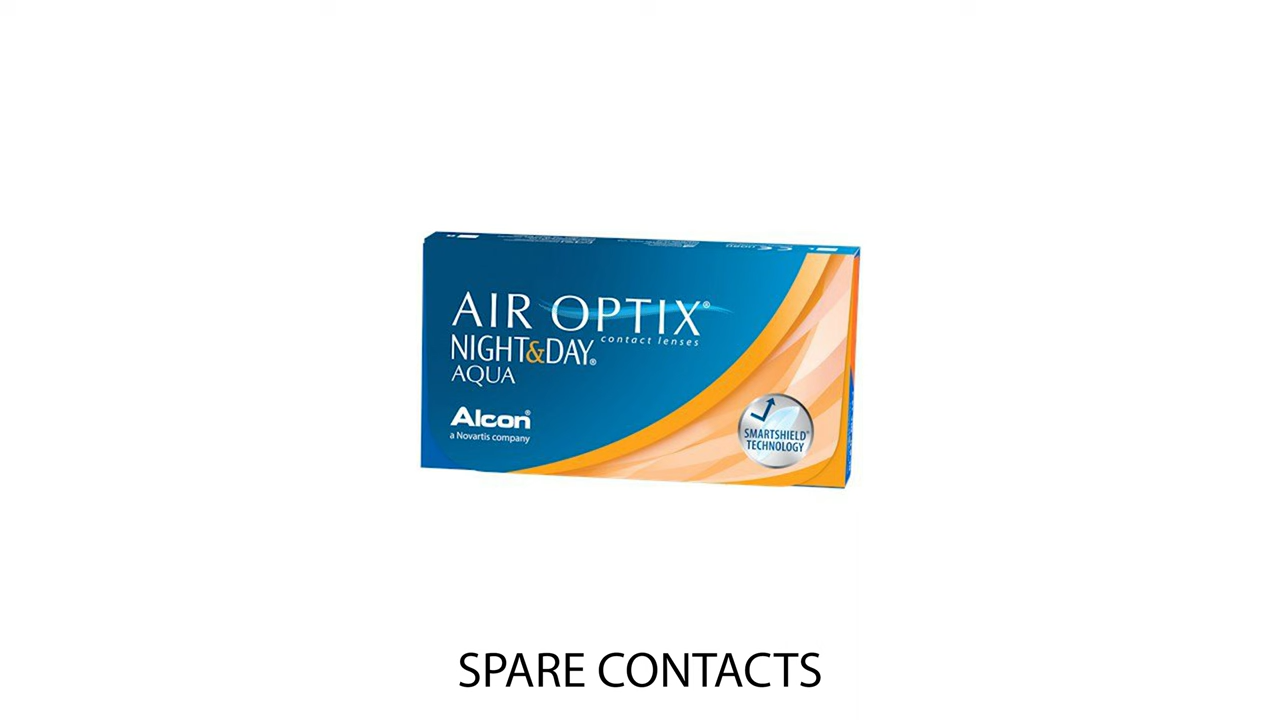 AIR OPTIX®
contact lenses
NIGHT&DAY®
AQUA
Alcon®
a Novartis company
SMARTSHIELD®
TECHNOLOGY
SPARE CONTACTS